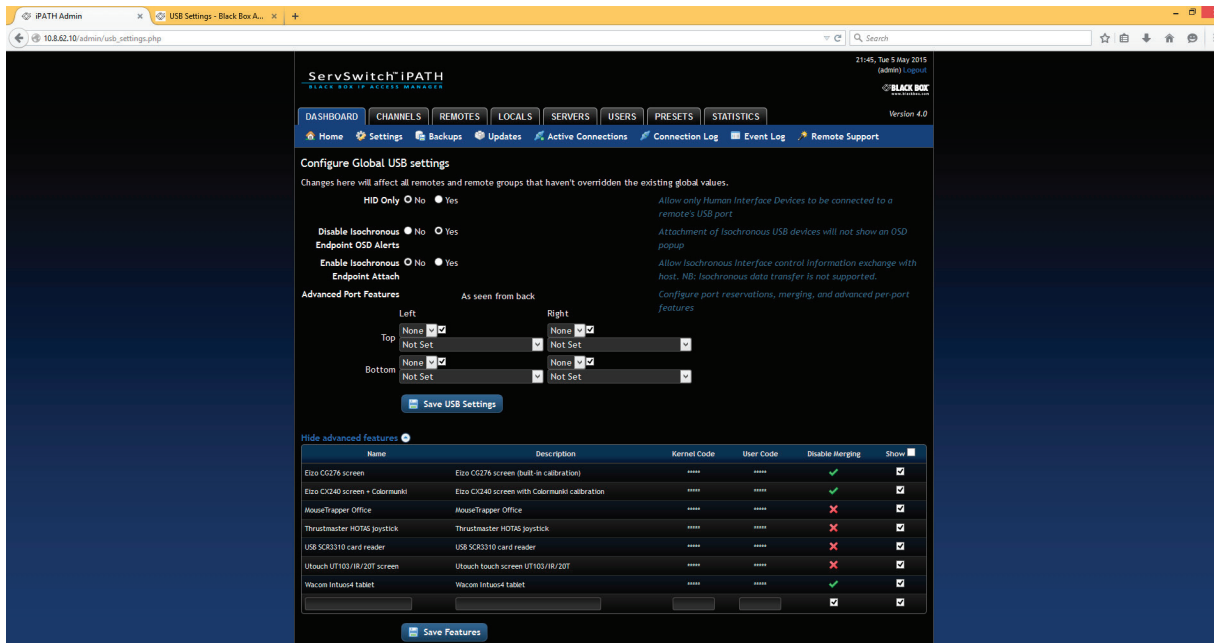 iPATH Admin
USB Settings - Black Box A...
10.8.62.10/admin/usb_settings.php
Search
21:45, Tue 5 May 2015
(admin) Logout
ServSwitch™iPATH
BLACK BOX IP ACCESS MANAGER
BLACK BOX
DASHBOARD CHANNELS REMOTES LOCALS SERVERS USERS PRESETS STATISTICS
Version 4.0
Home Settings Backups Updates Active Connections Connection Log Event Log Remote Support
Configure Global USB settings
Changes here will affect all remotes and remote groups that haven't overridden the existing global values.
HID Only No Yes
Allow only Human Interface Devices to be connected to a
remote's USB port
Disable Isochronous No Yes
Endpoint OSD Alerts
Attachment of Isochronous USB devices will not show an OSD
popup
Enable Isochronous No Yes
Endpoint Attach
Allow Isochronous Interface control information exchange with
host. NB: Isochronous data transfer is not supported.
Advanced Port Features
As seen from back
Configure port reservations, merging, and advanced per-port
features
Left Right
Top
None None
Not Set Not Set
Bottom
None None
Not Set Not Set
Save USB Settings
Hide advanced features
Name Description Kernel Code User Code Disable Merging Show
Eizo CG276 screen Eizo CG276 screen (built-in calibration) ***** *****
Eizo CX240 screen + Colormunki Eizo CX240 screen with Colormunki calibration ***** *****
MouseTrapper Office MouseTrapper Office ***** *****
Thrustmaster HOTAS joystick Thrustmaster HOTAS joystick ***** *****
USB SCR3310 card reader USB SCR3310 card reader ***** *****
Utouch UT103/IR/20T screen Utouch touch screen UT103/IR/20T ***** *****
Wacom Intuos4 tablet Wacom Intuos4 tablet ***** *****
Save Features